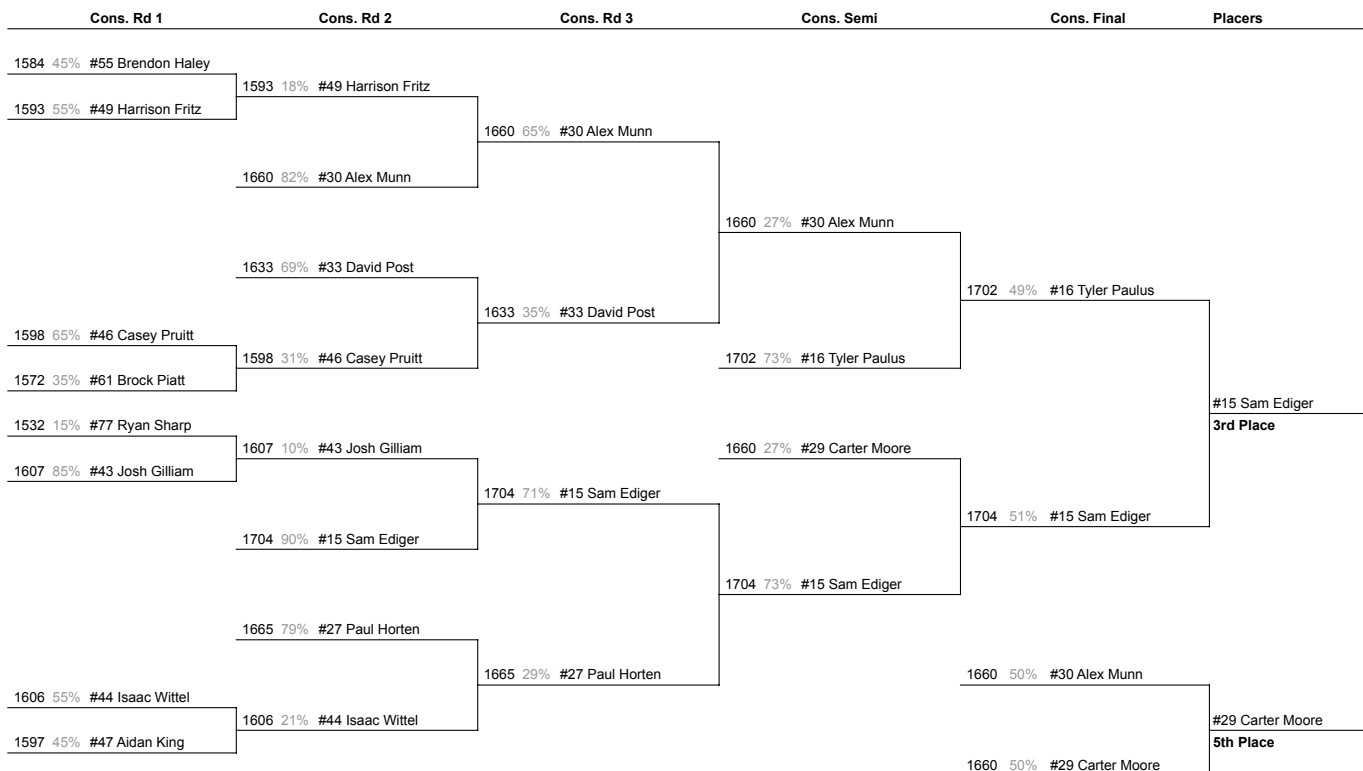 Cons. Rd 1 Cons. Rd 2 Cons. Rd 3 Cons. Semi Cons. Final Placers
1584 45% #55 Brendon Haley
1593 18% #49 Harrison Fritz
1593 55% #49 Harrison Fritz
1660 65% #30 Alex Munn
1660 82% #30 Alex Munn
1660 27% #30 Alex Munn
1633 69% #33 David Post
1702 49% #16 Tyler Paulus
1633 35% #33 David Post
1598 65% #46 Casey Pruitt
1598 31% #46 Casey Pruitt
1702 73% #16 Tyler Paulus
1572 35% #61 Brock Piatt
#15 Sam Ediger
1532 15% #77 Ryan Sharp
3rd Place
1607 10% #43 Josh Gilliam
1660 27% #29 Carter Moore
1607 85% #43 Josh Gilliam
1704 71% #15 Sam Ediger
1704 51% #15 Sam Ediger
1704 90% #15 Sam Ediger
1704 73% #15 Sam Ediger
1665 79% #27 Paul Horten
1665 29% #27 Paul Horten
1660 50% #30 Alex Munn
1606 55% #44 Isaac Wittel
1606 21% #44 Isaac Wittel
#29 Carter Moore
1597 45% #47 Aidan King
5th Place
1660 50% #29 Carter Moore